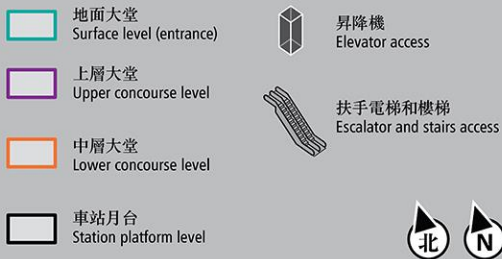 地面大堂
Surface level (entrance)
上層大堂
Upper concourse level
中層大堂
Lower concourse level
車站月台
Station platform level
昇降機
Elevator access
扶手電梯和樓梯
Escalator and stairs access
北
N